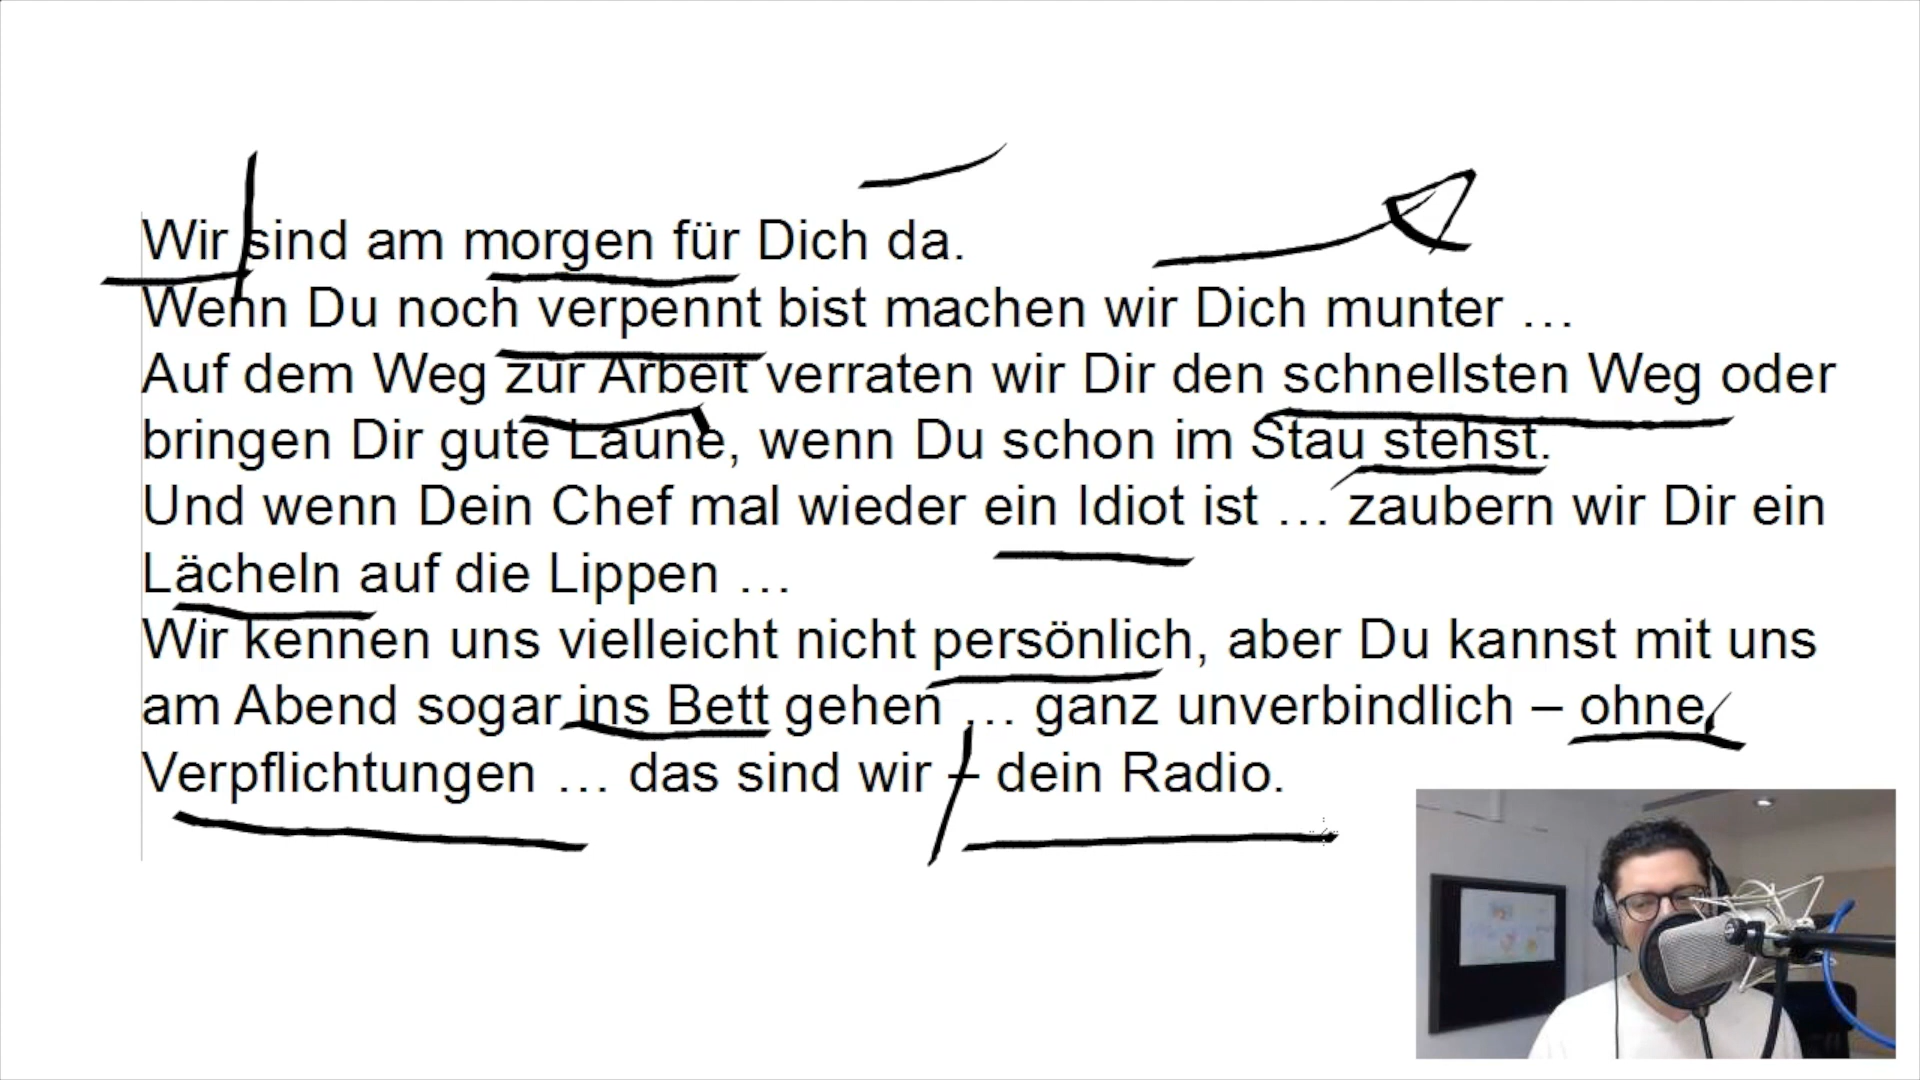 Wir sind am morgen für Dich da.
Wenn Du noch verpennt bist machen wir Dich munter …
Auf dem Weg zur Arbeit verraten wir Dir den schnellsten Weg oder
bringen Dir gute Laune, wenn Du schon im Stau stehst.
Und wenn Dein Chef mal wieder ein Idiot ist … zaubern wir Dir ein
Lächeln auf die Lippen …
Wir kennen uns vielleicht nicht persönlich, aber Du kannst mit uns
am Abend sogar ins Bett gehen … ganz unverbindlich – ohne
Verpflichtungen … das sind wir – dein Radio.